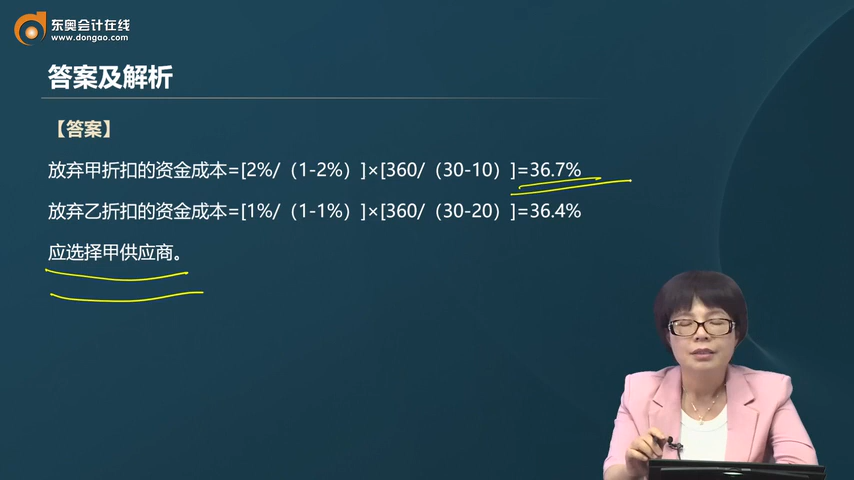 东奥会计在线
www.dongao.com
答案及解析
【答案】
放弃甲折扣的资金成本=[2%/（1-2%）]×[360/（30-10）]=36.7%
放弃乙折扣的资金成本=[1%/（1-1%）]×[360/（30-20）]=36.4%
应选择甲供应商。